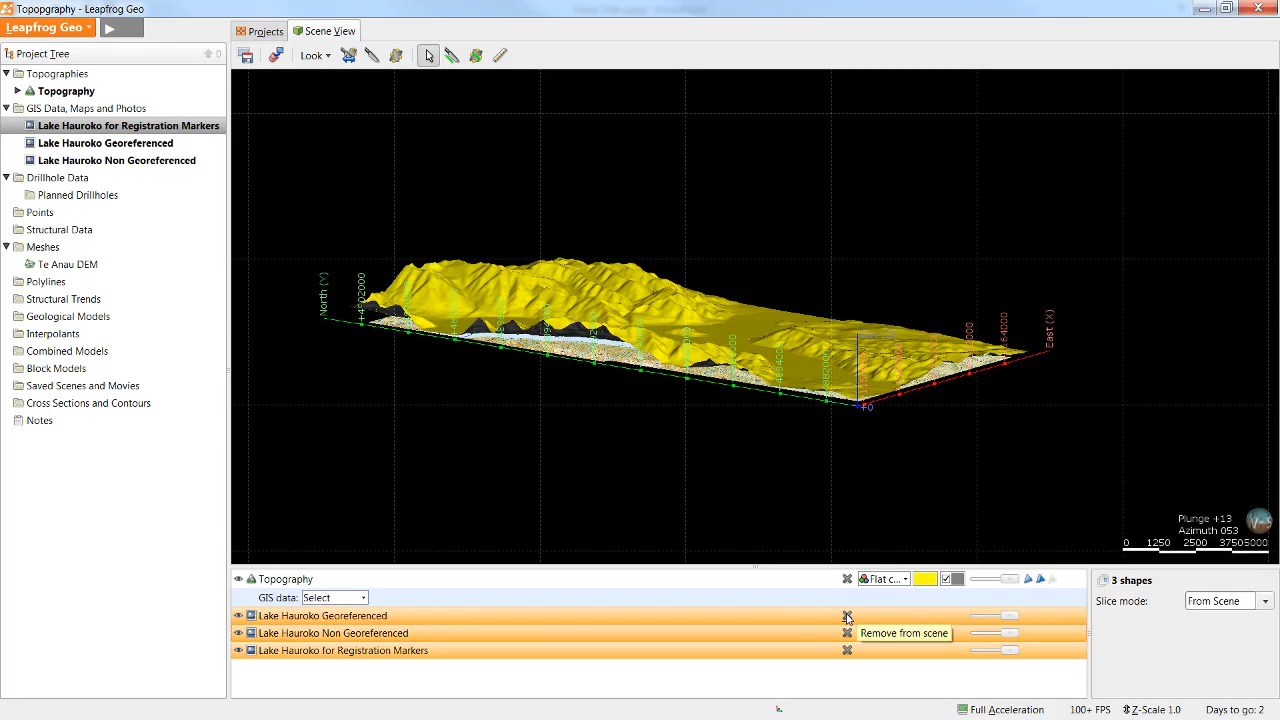 Topopgraphy - Leapfrog Geo
Leapfrog Geo
Projects
Scene View
Project Tree
0
Look
Topographies
Topography
GIS Data, Maps and Photos
Lake Hauroko for Registration Markers
Lake Hauroko Georeferenced
Lake Hauroko Non Georeferenced
Drillhole Data
Planned Drillholes
Points
Structural Data
Meshes
Te Anau DEM
Polylines
Structural Trends
Geological Models
Interpolants
Combined Models
Block Models
Saved Scenes and Movies
Cross Sections and Contours
Notes
North (Y)
+4902000
East (X)
+0
Plunge +13
Azimuth 053
0 1250 2500 37505000
Topography
Flat c...
GIS data: Select
Lake Hauroko Georeferenced
Lake Hauroko Non Georeferenced
Remove from scene
Lake Hauroko for Registration Markers
3 shapes
Slice mode: From Scene
Full Acceleration 100+ FPS Z-Scale 1.0 Days to go: 2